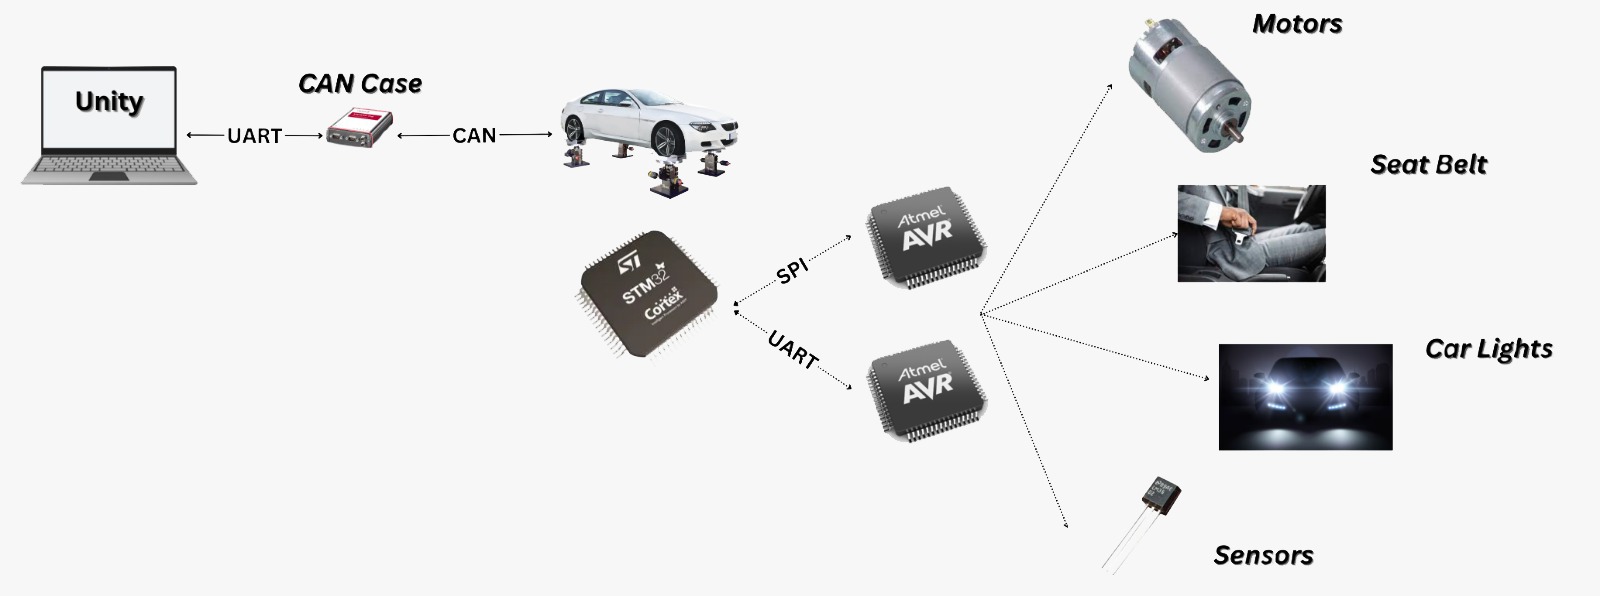 Motors
CAN Case
Unity
UART
CAN
Seat Belt
Atmel
AVR
ST
STM32
Cortex
SPI
UART
Atmel
AVR
Car Lights
Sensors